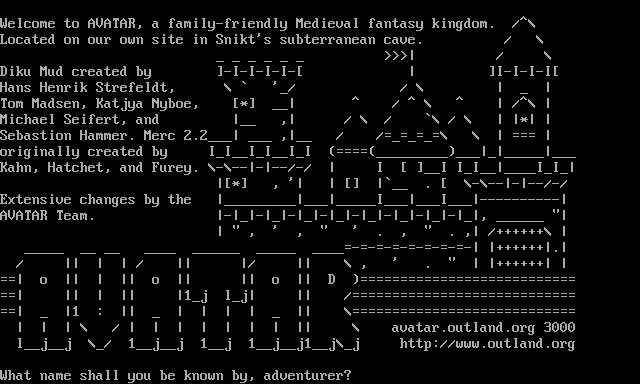 Welcome to AVATAR, a family-friendly Medieval fantasy kingdom.
Located on our own site in Snikt's subterranean cave.
Diku Mud created by
Hans Henrik Strefeldt,
Tom Madsen, Katjya Nyboe,
Michael Seifert, and
Sebastion Hammer. Merc 2.2
originally created by
Kahn, Hatchet, and Furey.
Extensive changes by the
AVATAR Team.
AVATAR
avatar.outland.org 3000
http://www.outland.org
What name shall you be known by, adventurer?